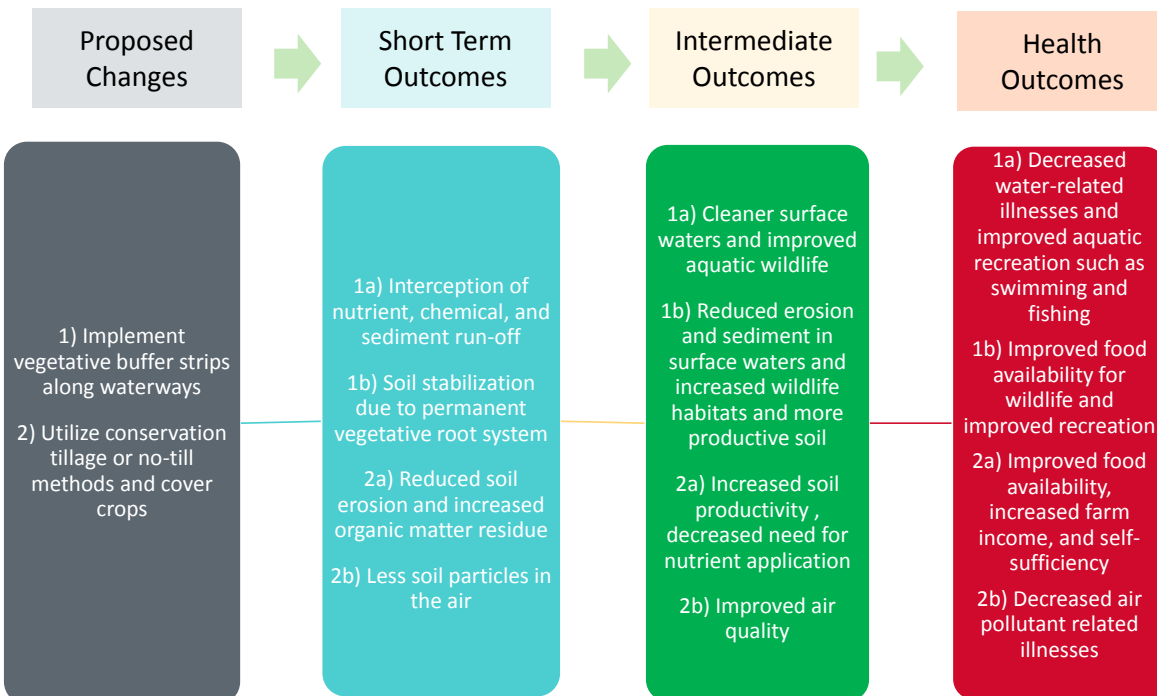 Proposed
Changes
Short Term
Outcomes
Intermediate
Outcomes
Health
Outcomes
1) Implement
vegetative buffer strips
along waterways
2) Utilize conservation
tillage or no-till
methods and cover
crops
1a) Interception of
nutrient, chemical, and
sediment run-off
1b) Soil stabilization
due to permanent
vegetative root system
2a) Reduced soil
erosion and increased
organic matter residue
2b) Less soil particles in
the air
1a) Cleaner surface
waters and improved
aquatic wildlife
1b) Reduced erosion
and sediment in
surface waters and
increased wildlife
habitats and more
productive soil
2a) Increased soil
productivity ,
decreased need for
nutrient application
2b) Improved air
quality
1a) Decreased
water-related
illnesses and
improved aquatic
recreation such as
swimming and
fishing
1b) Improved food
availability for
wildlife and
improved recreation
2a) Improved food
availability,
increased farm
income, and self-
sufficiency
2b) Decreased air
pollutant related
illnesses